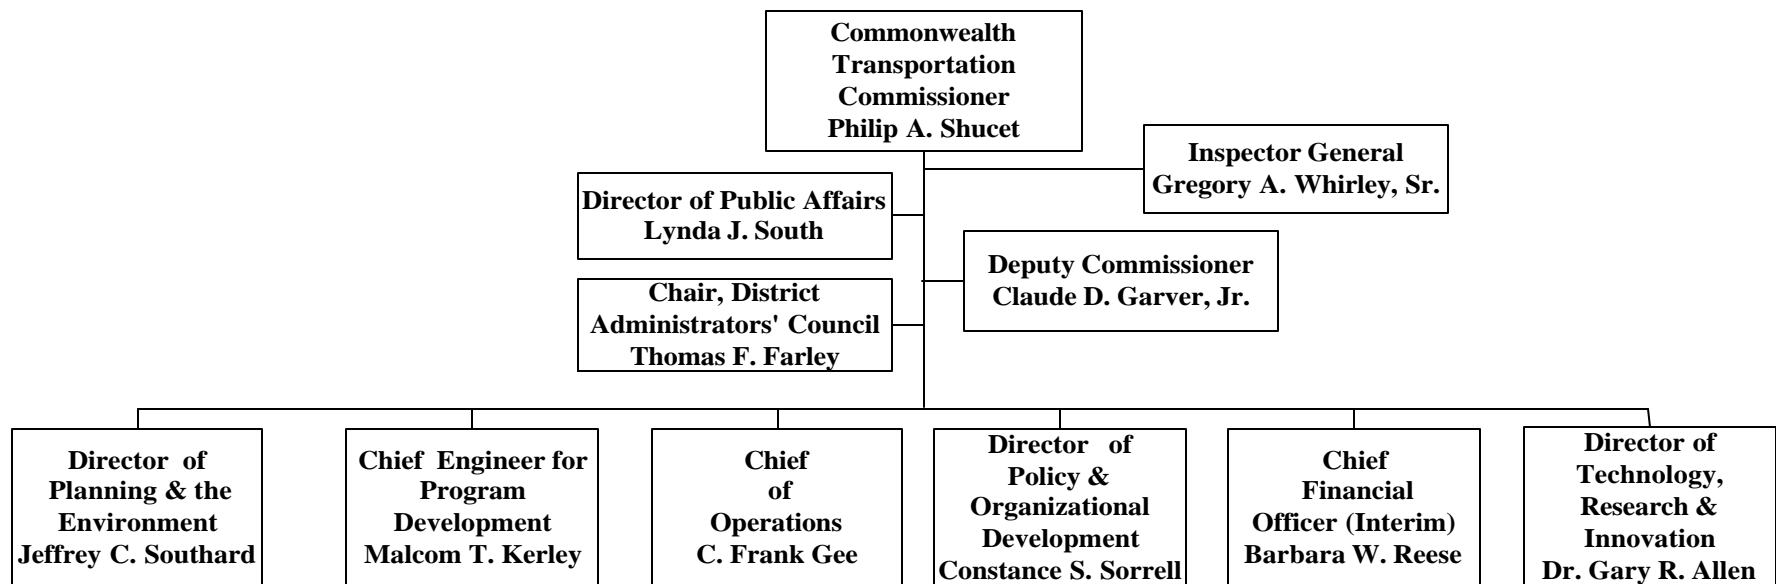 Commonwealth
Transportation
Commissioner
Philip A. Shucet
Inspector General
Gregory A. Whirley, Sr.
Director of Public Affairs
Lynda J. South
Deputy Commissioner
Claude D. Garver, Jr.
Chair, District
Administrators' Council
Thomas F. Farley
Director of
Planning & the
Environment
Jeffrey C. Southard
Chief Engineer for
Program
Development
Malcom T. Kerley
Chief
of
Operations
C. Frank Gee
Director of
Policy &
Organizational
Development
Constance S. Sorrell
Chief
Financial
Officer (Interim)
Barbara W. Reese
Director of
Technology,
Research &
Innovation
Dr. Gary R. Allen